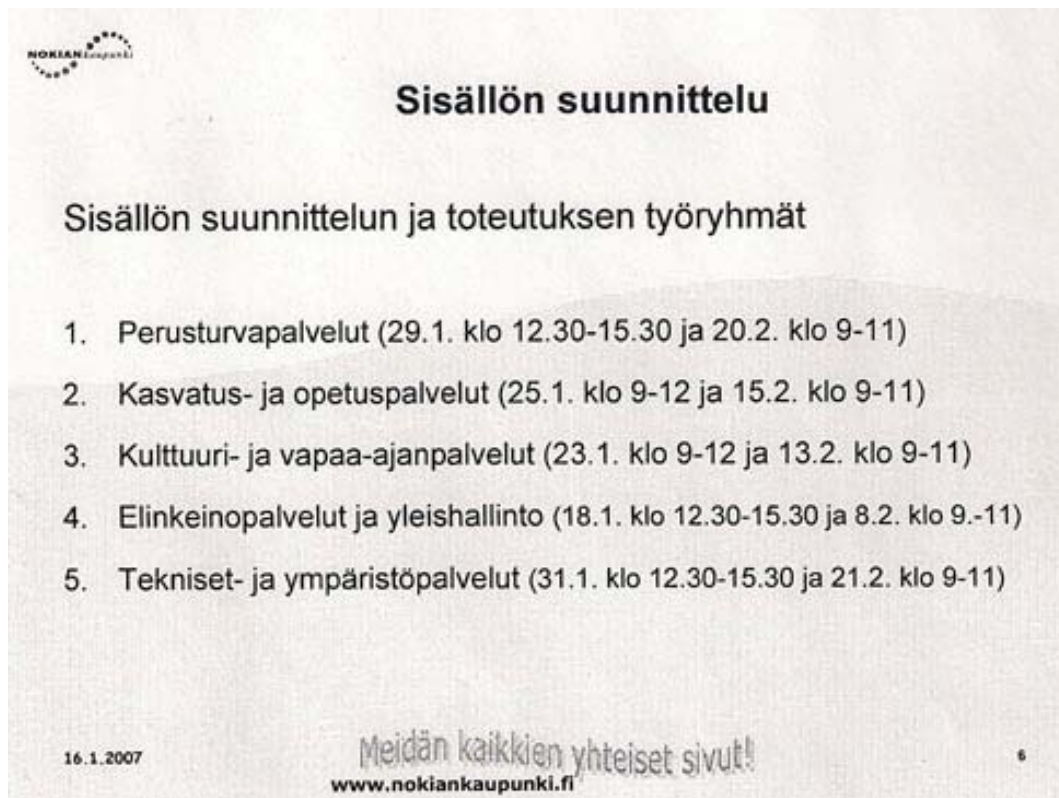 NOKIAN kaupunki
Sisällön suunnittelu
Sisällön suunnittelun ja toteutuksen työryhmät
1. Perusturvapalvelut (29.1. klo 12.30-15.30 ja 20.2. klo 9-11)
2. Kasvatus- ja opetuspalvelut (25.1. klo 9-12 ja 15.2. klo 9-11)
3. Kulttuuri- ja vapaa-ajanpalvelut (23.1. klo 9-12 ja 13.2. klo 9-11)
4. Elinkeinopalvelut ja yleishallinto (18.1. klo 12.30-15.30 ja 8.2. klo 9.-11)
5. Tekniset- ja ympäristöpalvelut (31.1. klo 12.30-15.30 ja 21.2. klo 9-11)
16.1.2007
Meidän kaikkien yhteiset sivut!
www.nokiankaupunki.fi
6